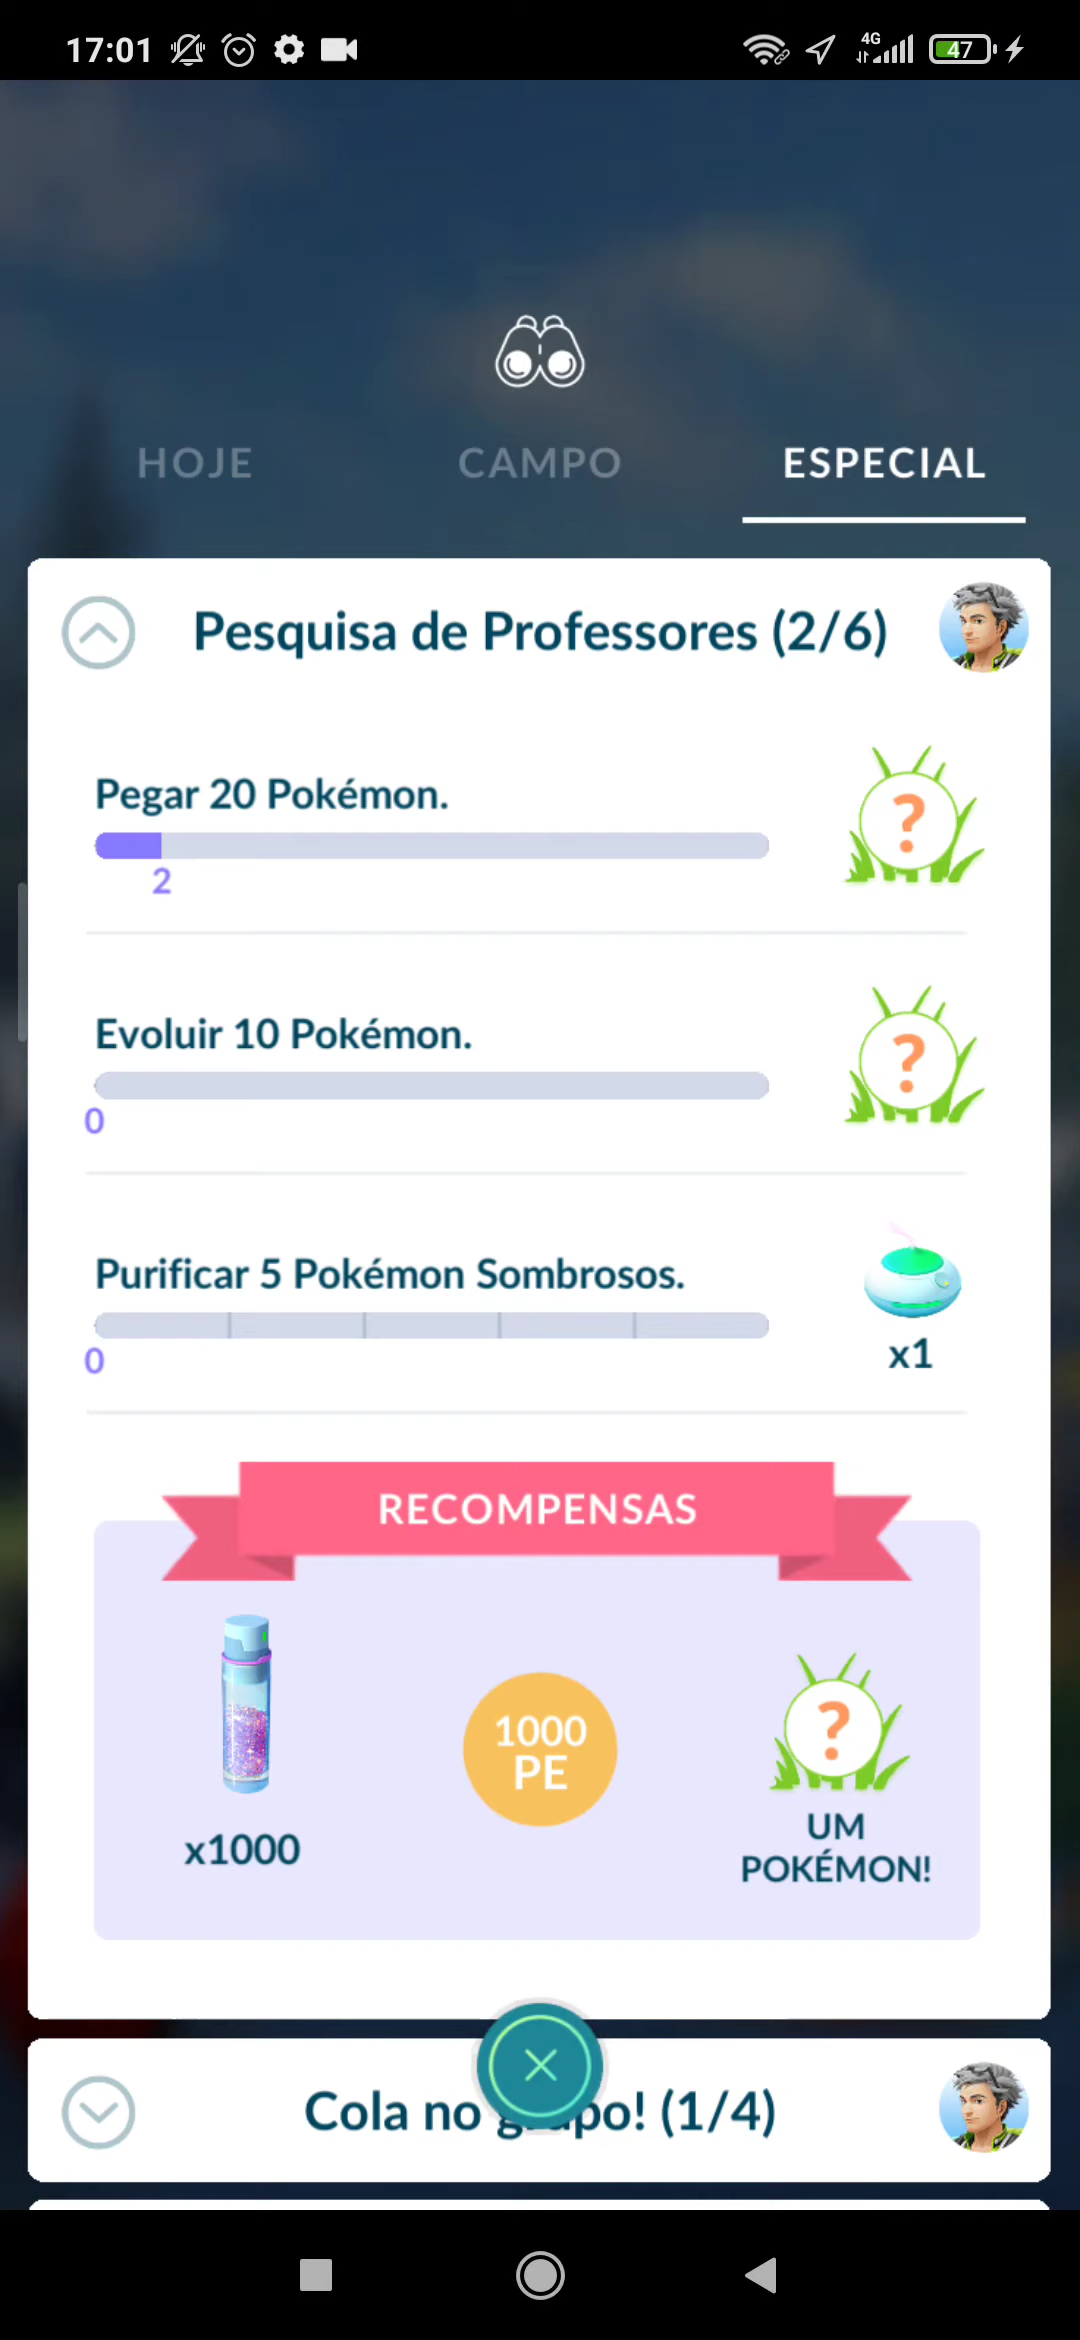 17:01
4G
47
HOJE
CAMPO
ESPECIAL
Pesquisa de Professores (2/6)
Pegar 20 Pokémon.
?
2
Evoluir 10 Pokémon.
?
0
Purificar 5 Pokémon Sombrosos.
0
x1
RECOMPENSAS
1000
PE
?
x1000
UM
POKÉMON!
Cola no (1/4)